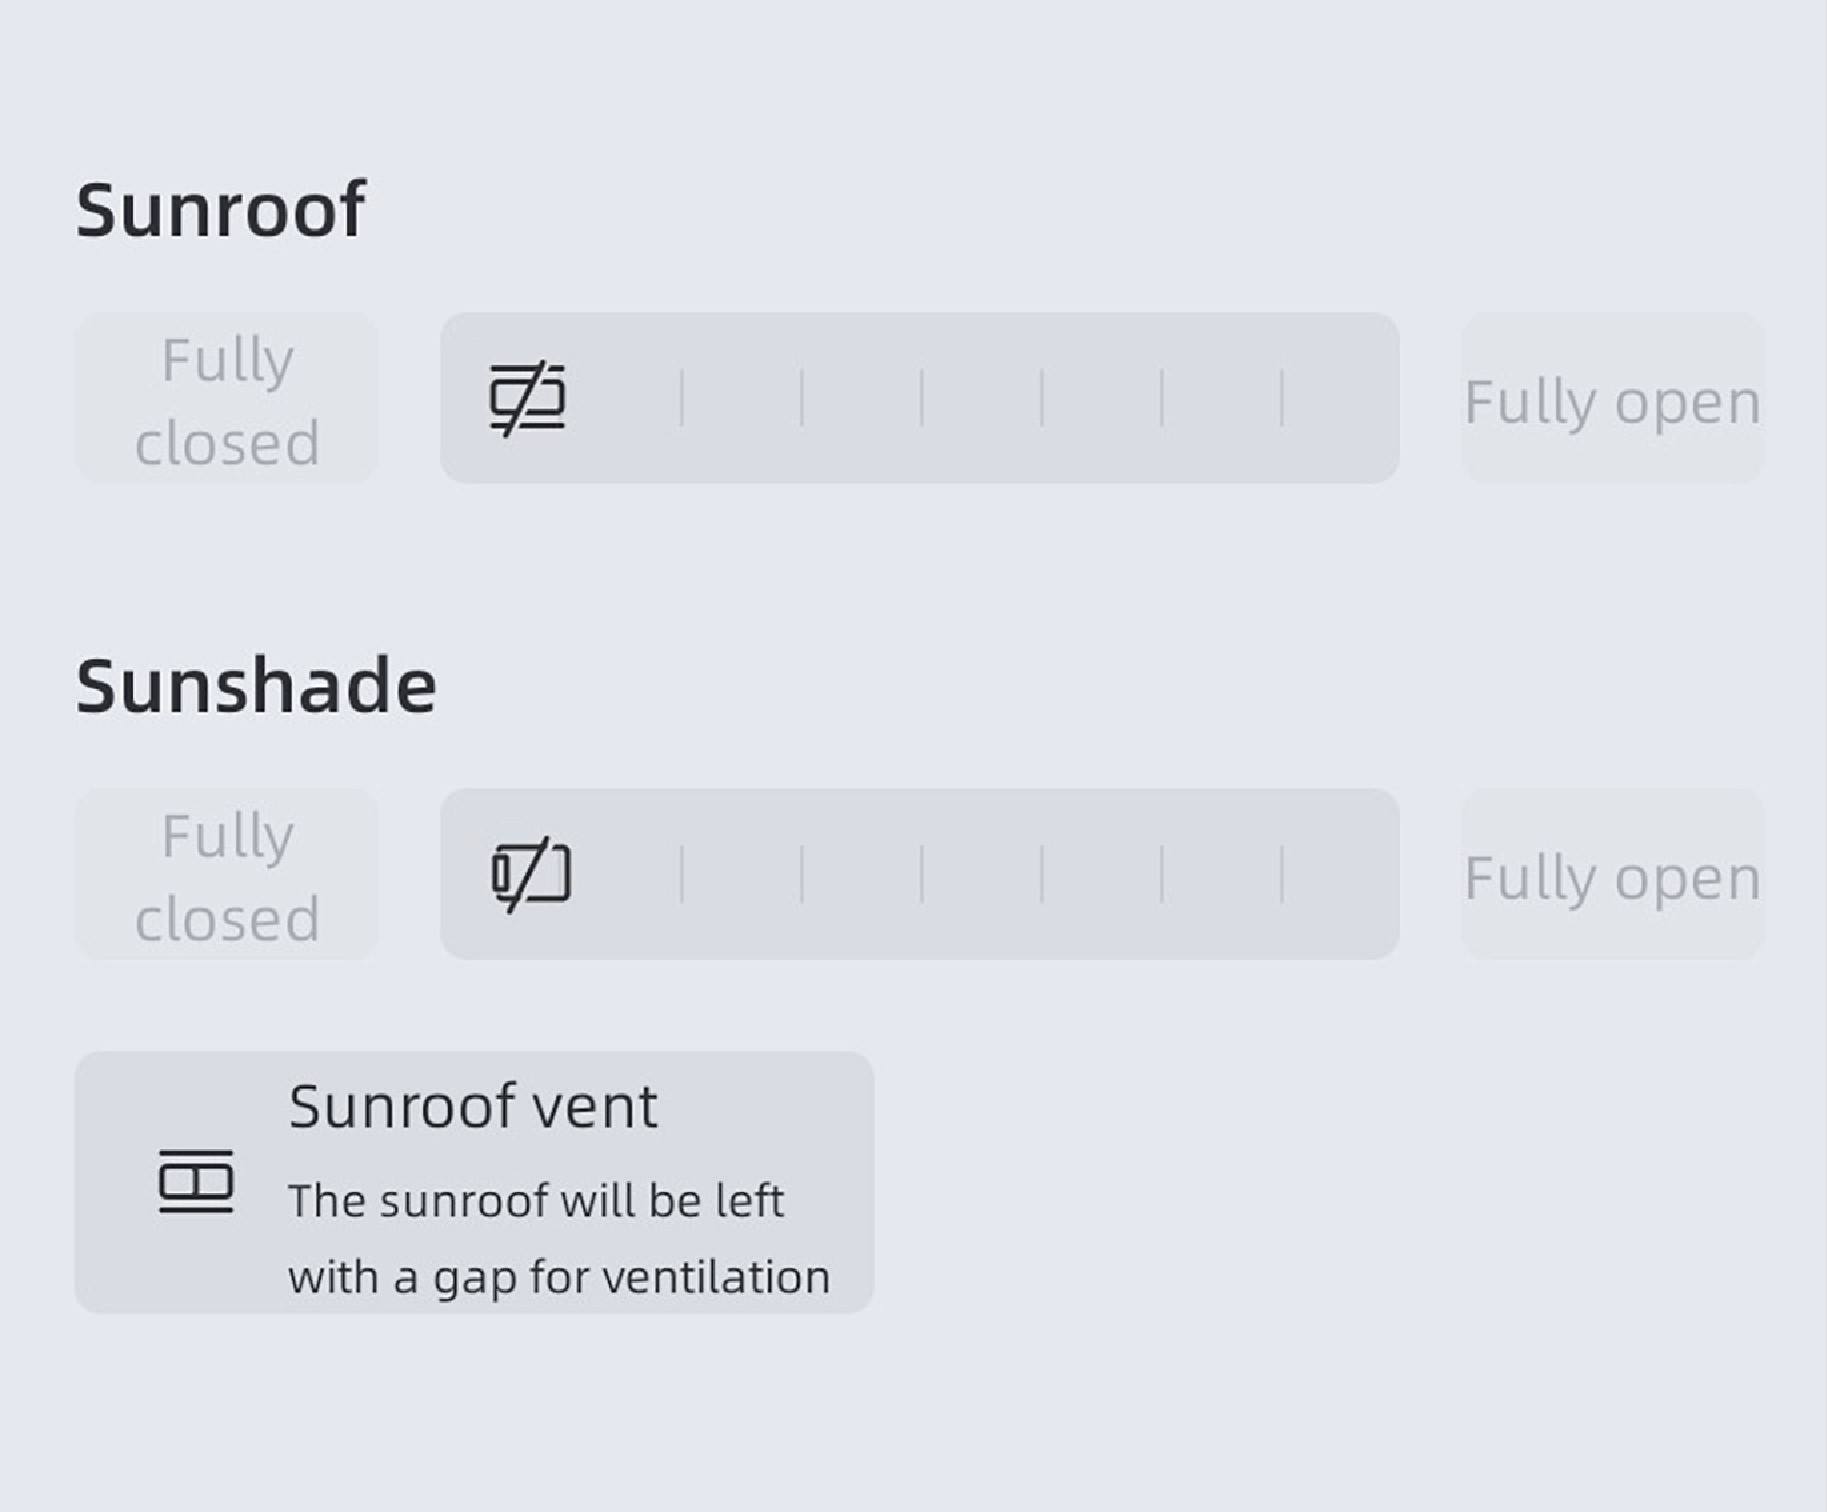 Sunroof
Fully
closed
Fully open
Sunshade
Fully
closed
Fully open
Sunroof vent
The sunroof will be left
with a gap for ventilation